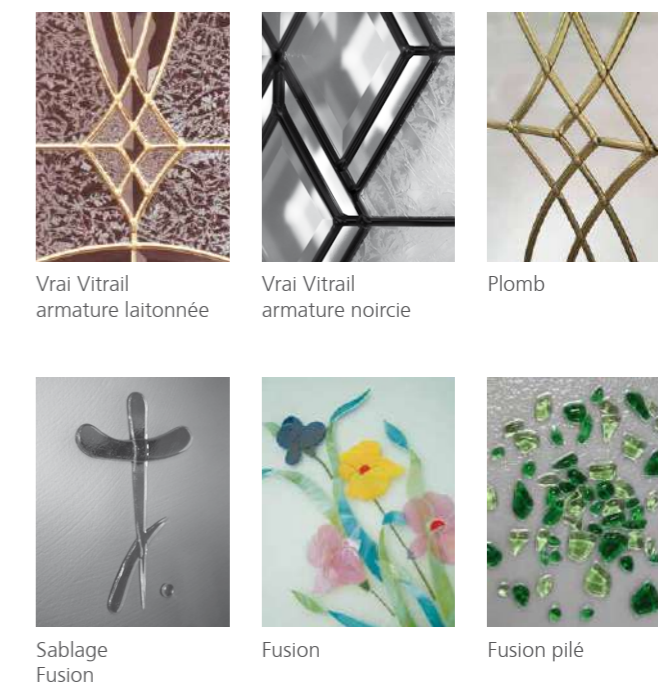 Vrai Vitrail
armature laitonnée
Vrai Vitrail
armature noircie
Plomb
Sablage
Fusion
Fusion
Fusion pilé